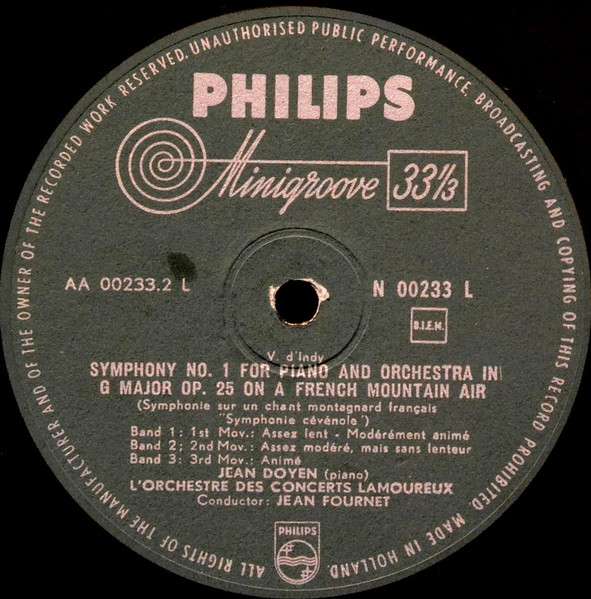 ALL RIGHTS OF THE MANUFACTURER AND OF THE OWNER OF THE RECORDED WORK RESERVED. UNAUTHORISED PUBLIC PERFORMANCE, BROADCASTING AND COPYING OF THIS RECORD PROHIBITED. MADE IN HOLLAND.
PHILIPS
Minigroove 33⅓
AA 00233.2 L
N 00233 L
B.I.E.M.
V. d'Indy
SYMPHONY NO. 1 FOR PIANO AND ORCHESTRA IN
G MAJOR OP. 25 ON A FRENCH MOUNTAIN AIR
(Symphonie sur un chant montagnard français
"Symphonie cévénole")
Band 1: 1st Mov.: Assez lent - Modérément animé
Band 2; 2nd Mov.: Assez modéré, mais sans lenteur
Band 3: 3rd Mov.: Animé
JEAN DOYEN (piano)
L'ORCHESTRE DES CONCERTS LAMOUREUX
Conductor: JEAN FOURNET
PHILIPS